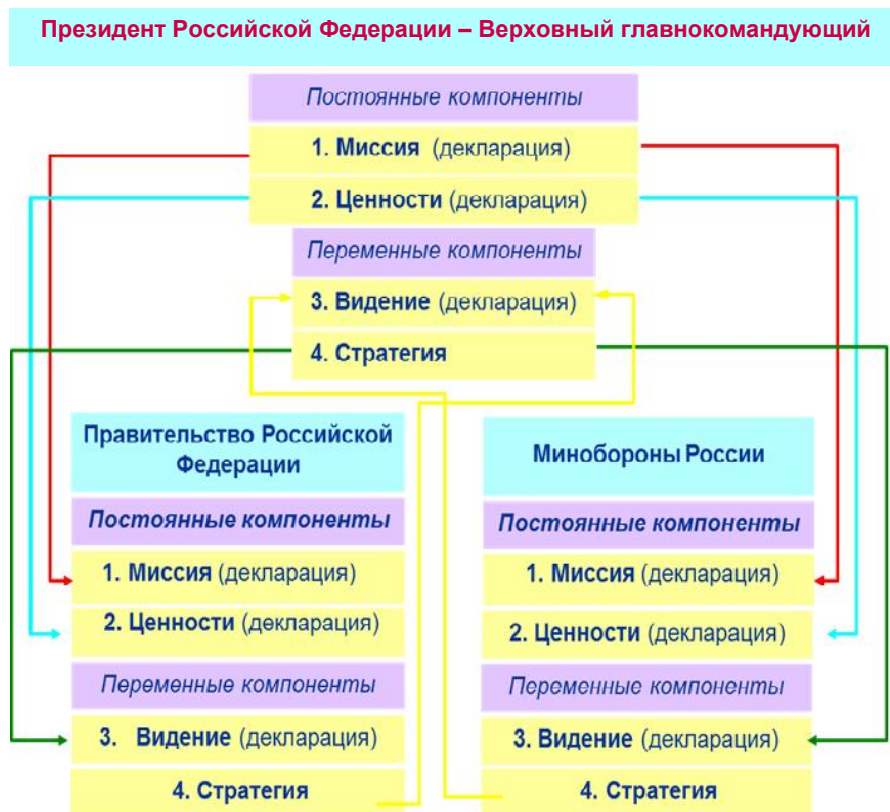 Президент Российской Федерации – Верховный главнокомандующий
Постоянные компоненты
1. Миссия (декларация)
2. Ценности (декларация)
Переменные компоненты
3. Видение (декларация)
4. Стратегия
Правительство Российской
Федерации
Постоянные компоненты
1. Миссия (декларация)
2. Ценности (декларация)
Переменные компоненты
3. Видение (декларация)
4. Стратегия
Минобороны России
Постоянные компоненты
1. Миссия (декларация)
2. Ценности (декларация)
Переменные компоненты
3. Видение (декларация)
4. Стратегия